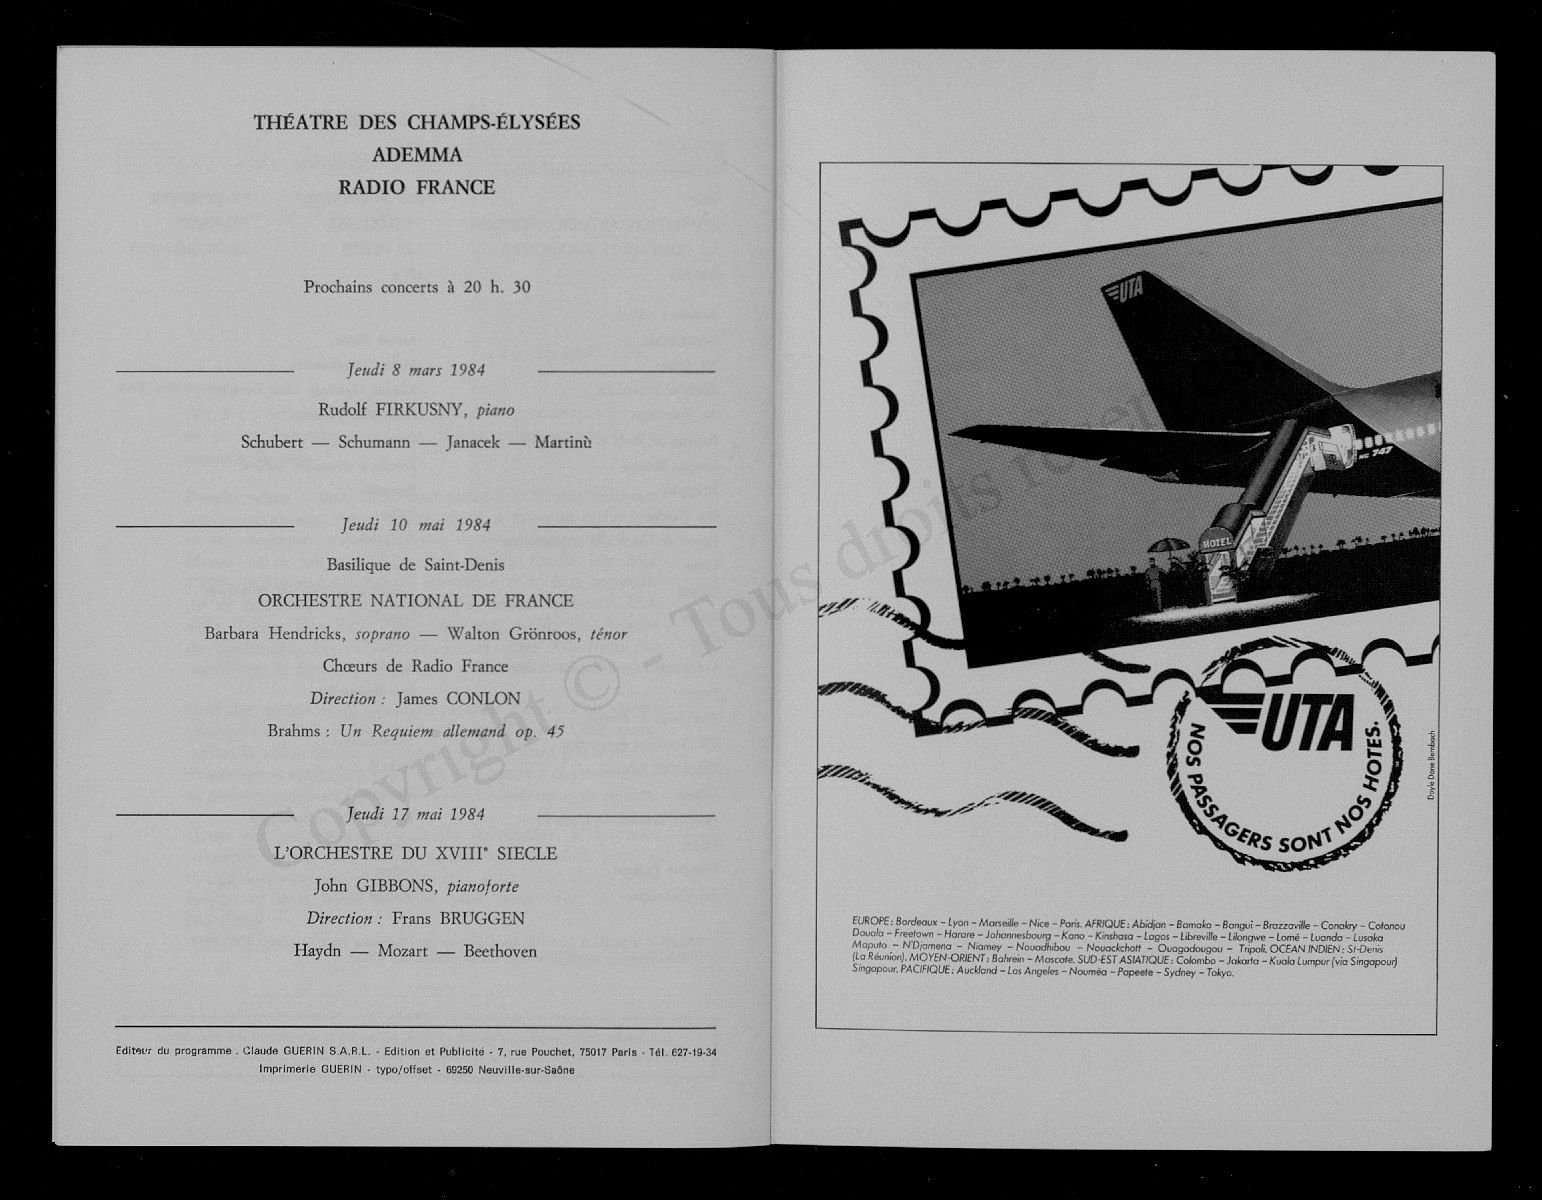 THÉATRE DES CHAMPS-ÉLYSÉES
ADEMMA
RADIO FRANCE
Prochains concerts à 20 h. 30
Jeudi 8 mars 1984
Rudolf FIRKUSNY, piano
Schubert — Schumann — Janacek — Martinù
Jeudi 10 mai 1984
Basilique de Saint-Denis
ORCHESTRE NATIONAL DE FRANCE
Barbara Hendricks, soprano — Walton Grönroos, ténor
Chœurs de Radio France
Direction : James CONLON
Brahms : Un Requiem allemand op. 45
Jeudi 17 mai 1984
L'ORCHESTRE DU XVIIIe SIECLE
John GIBBONS, pianoforte
Direction : Frans BRUGGEN
Haydn — Mozart — Beethoven
Editeur du programme . Claude GUERIN S.A.R.L. - Edition et Publicité - 7, rue Pouchet, 75017 Paris - Tél. 627-19-34
Imprimerie GUERIN - typo/offset - 69250 Neuville-sur-Saône
Copyright © - Tous droits réservés
UTA
747
HOTEL
UTA
NOS PASSAGERS SONT NOS HOTES.
Doyle Dane Bernbach
EUROPE : Bordeaux – Lyon – Marseille – Nice – Paris. AFRIQUE : Abidjan – Bamako – Bangui – Brazzaville – Conakry – Cotonou
Douala – Freetown – Harare – Johannesbourg – Kano – Kinshasa – Lagos – Libreville – Lilongwe – Lomé – Luanda – Lusaka
Maputo – N'Djamena – Niamey – Nouadhibou – Nouackchott – Ouagadougou – Tripoli. OCEAN INDIEN : St-Denis
(La Réunion). MOYEN-ORIENT : Bahrein – Mascate. SUD-EST ASIATIQUE : Colombo – Jakarta – Kuala Lumpur (via Singapour)
Singapour. PACIFIQUE : Auckland – Los Angeles – Nouméa – Papeete – Sydney – Tokyo.